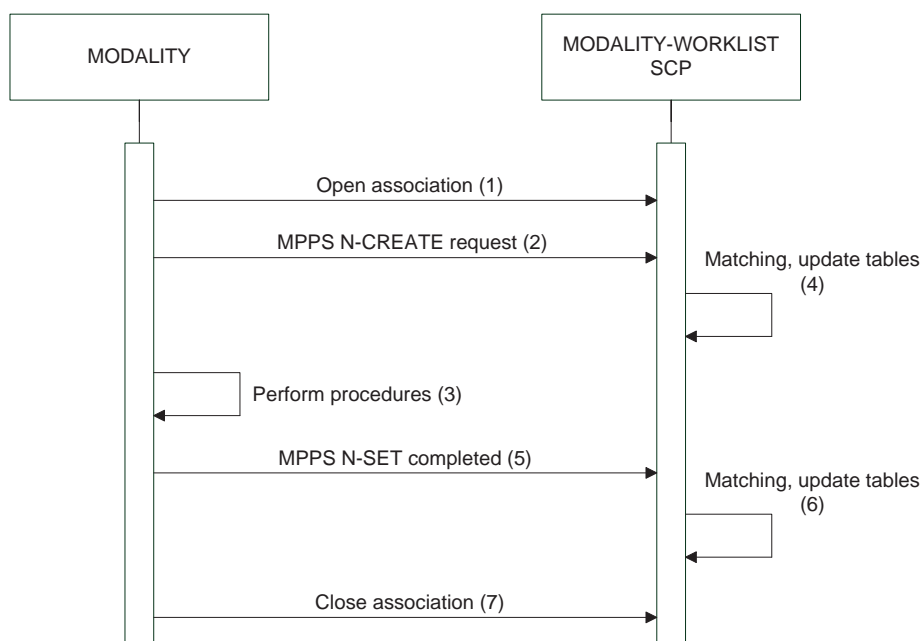 MODALITY
MODALITY-WORKLIST
SCP
Open association (1)
MPPS N-CREATE request (2)
Matching, update tables
(4)
Perform procedures (3)
MPPS N-SET completed (5)
Matching, update tables
(6)
Close association (7)